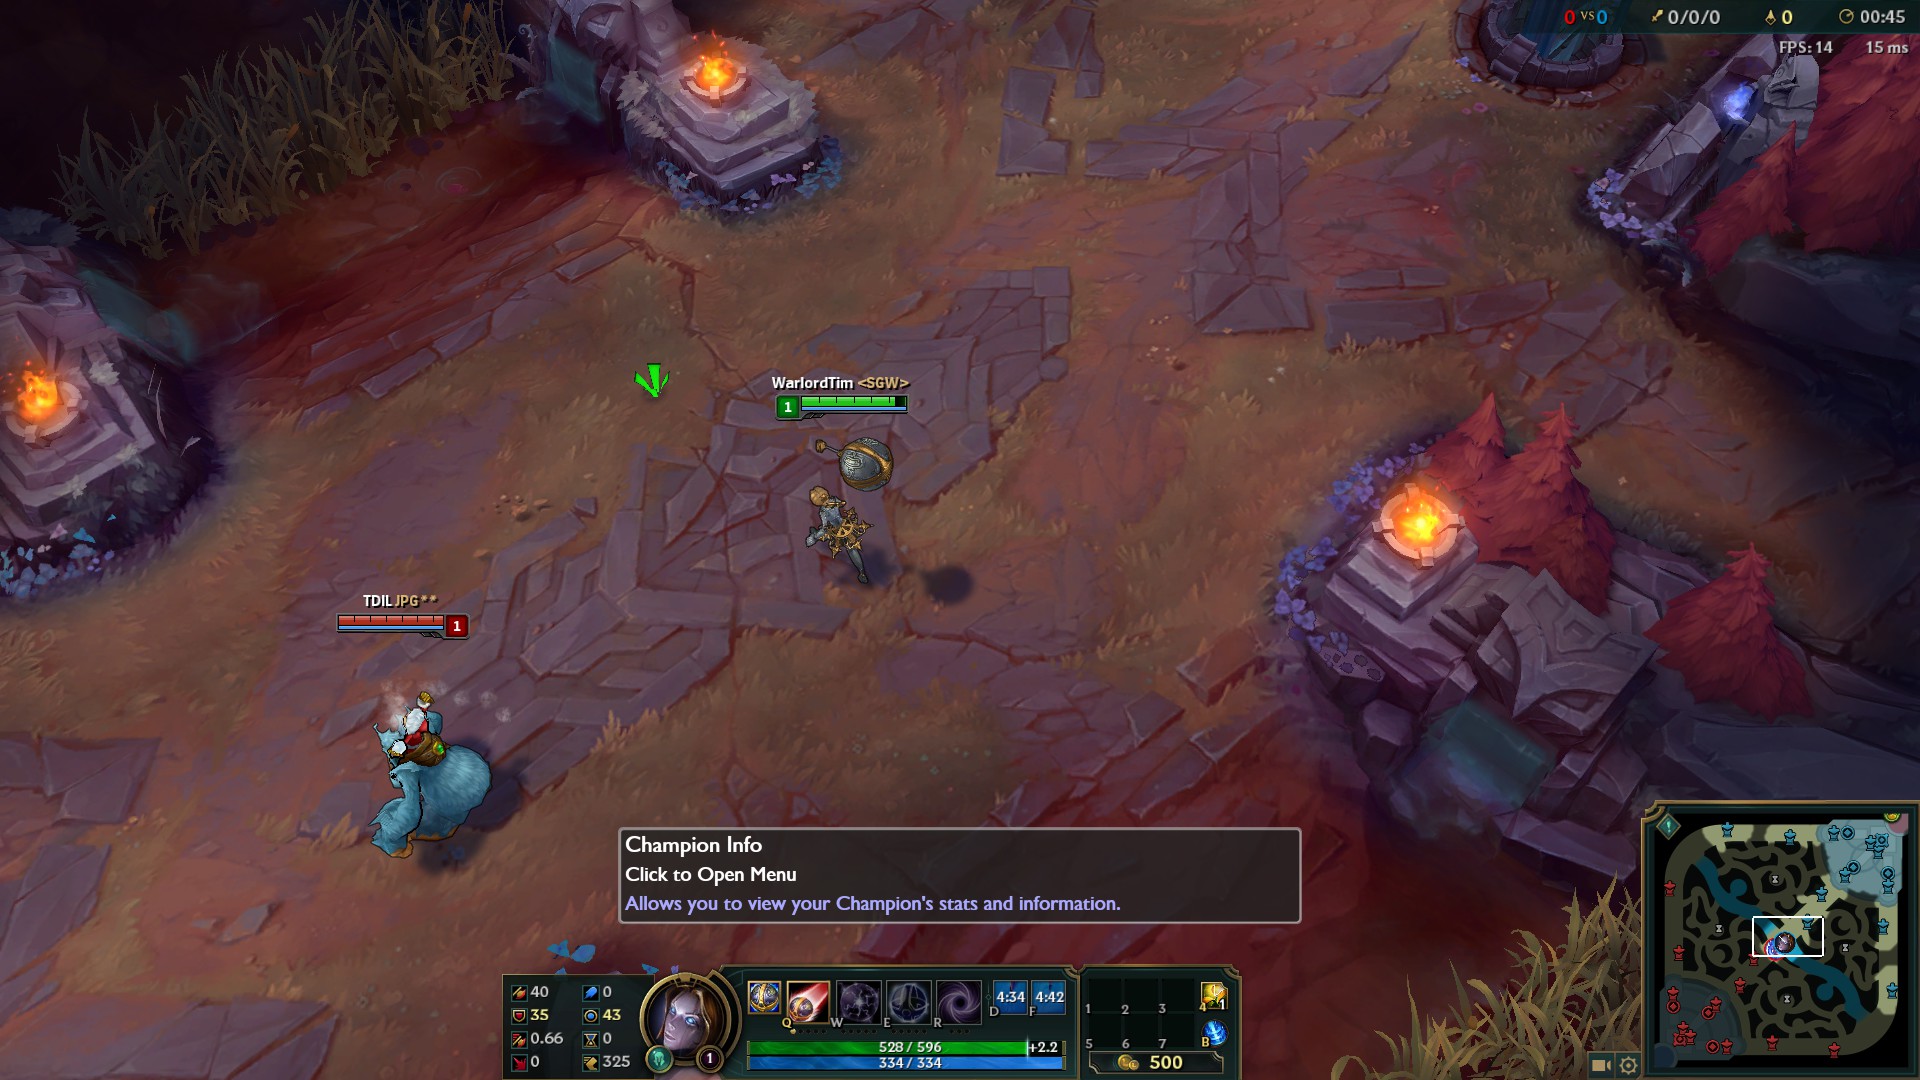 0 VS 0 0/0/0 0 00:45
FPS: 14 15 ms
WarlordTim <SGW>
1
TDIL JPG**
1
Champion Info
Click to Open Menu
Allows you to view your Champion's stats and information.
40 0
35 43
0.66 0
0 325
1
Q W E R
4:34 D 4:42 F
528 / 596 +2.2
334 / 334
1 2 3 4 1
5 6 7 B
500